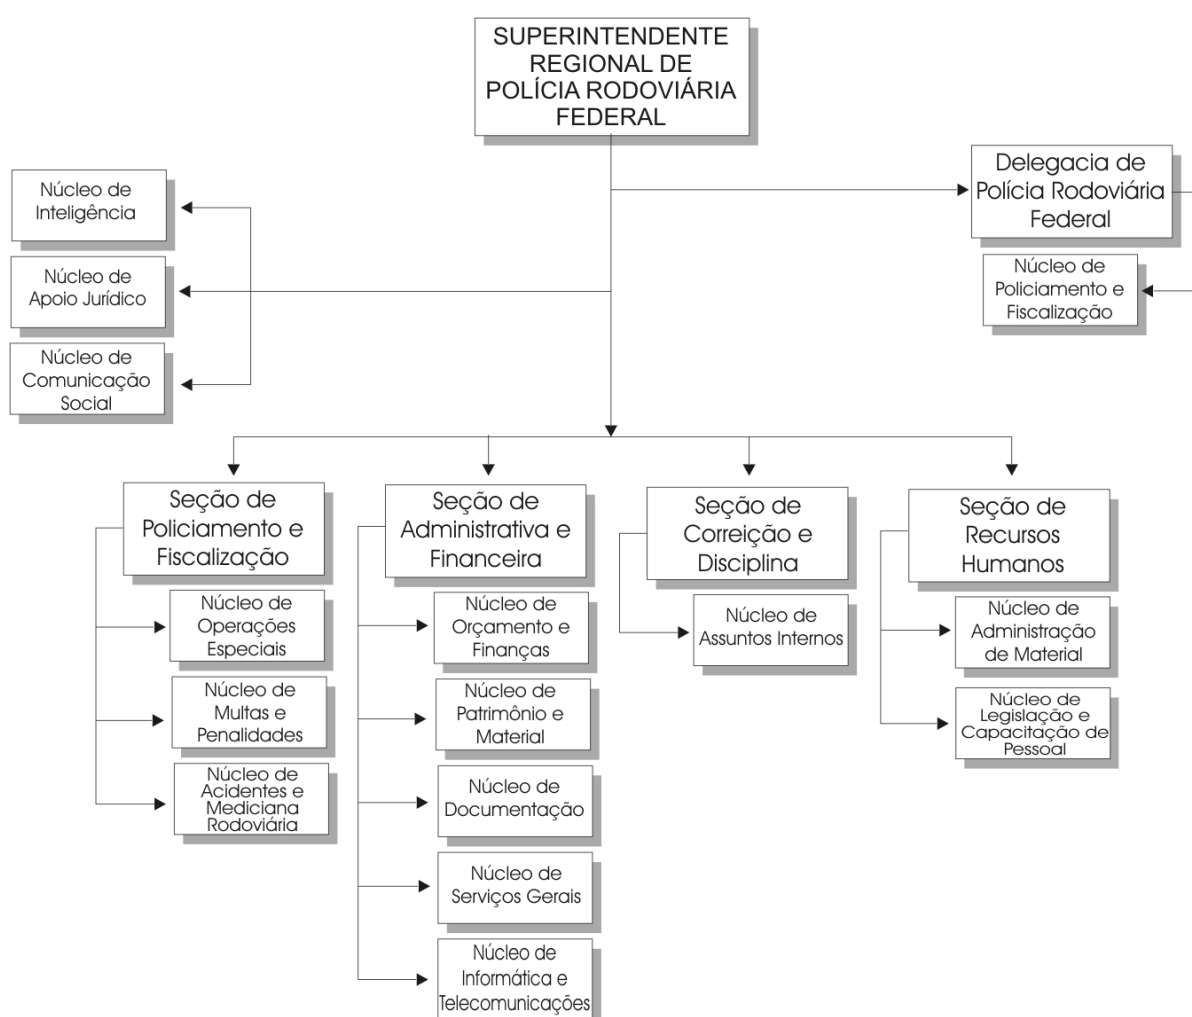 SUPERINTENDENTE
REGIONAL DE
POLÍCIA RODOVIÁRIA
FEDERAL
Delegacia de
Polícia Rodoviária
Federal
Núcleo de
Policiamento e
Fiscalização
Núcleo de
Inteligência
Núcleo de
Apoio Jurídico
Núcleo de
Comunicação
Social
Seção de
Policiamento e
Fiscalização
Núcleo de
Operações
Especiais
Núcleo de
Multas e
Penalidades
Núcleo de
Acidentes e
Mediciana
Rodoviária
Seção de
Administrativa e
Financeira
Núcleo de
Orçamento e
Finanças
Núcleo de
Patrimônio e
Material
Núcleo de
Documentação
Núcleo de
Serviços Gerais
Núcleo de
Informática e
Telecomunicações
Seção de
Correição e
Disciplina
Núcleo de
Assuntos Internos
Seção de
Recursos
Humanos
Núcleo de
Administração
de Material
Núcleo de
Legislação e
Capacitação de
Pessoal